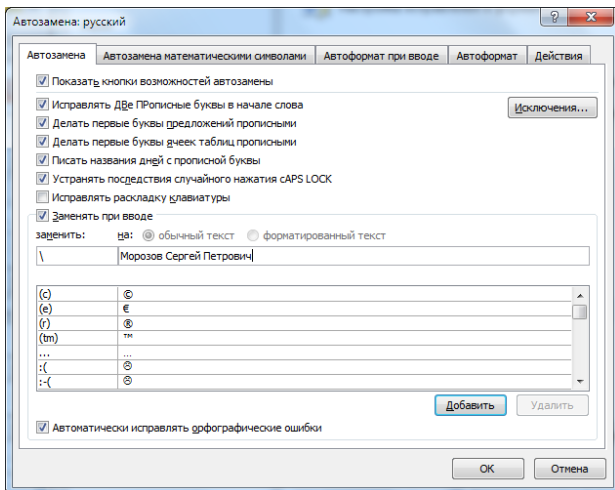 Автозамена: русский
Автозамена Автозамена математическими символами Автоформат при вводе Автоформат Действия
Показать кнопки возможностей автозамены
Исправлять ДВе ПРописные буквы в начале слова
Исключения...
Делать первые буквы предложений прописными
Делать первые буквы ячеек таблиц прописными
Писать названия дней с прописной буквы
Устранять последствия случайного нажатия cAPS LOCK
Исправлять раскладку клавиатуры
Заменять при вводе
заменить: на: обычный текст форматированный текст
\ Морозов Сергей Петрович
(c) ©
(e) €
(r) ®
(tm) ™
... …
:( ☹
:-( ☹
Добавить Удалить
Автоматически исправлять орфографические ошибки
ОК Отмена